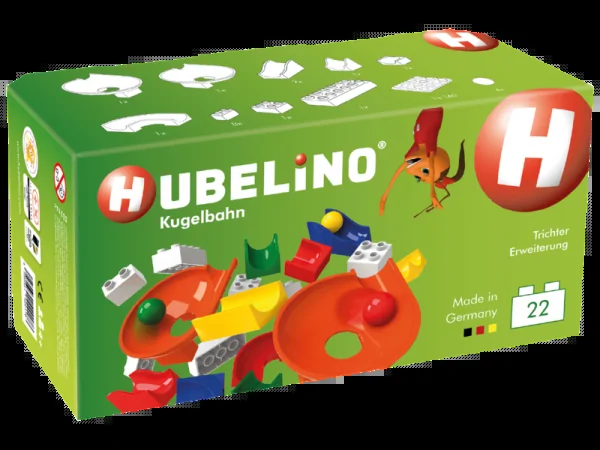 H
HUBELiNO®
Kugelbahn
H
Trichter
Erweiterung
Made in
Germany
22